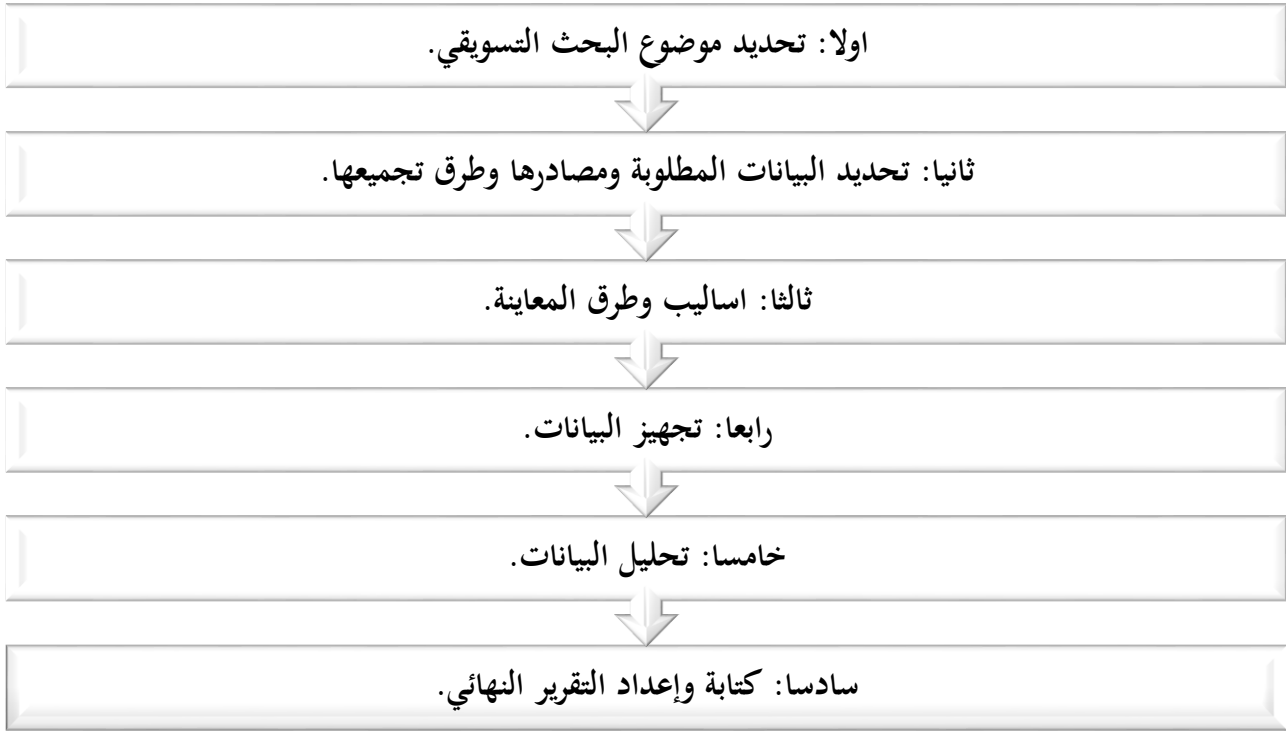 اولا: تحديد موضوع البحث التسويقي.
ثانيا: تحديد البيانات المطلوبة ومصادرها وطرق تجميعها.
ثالثا: اساليب وطرق المعاينة.
رابعا: تجهيز البيانات.
خامسا: تحليل البيانات.
سادسا: كتابة وإعداد التقرير النهائي.